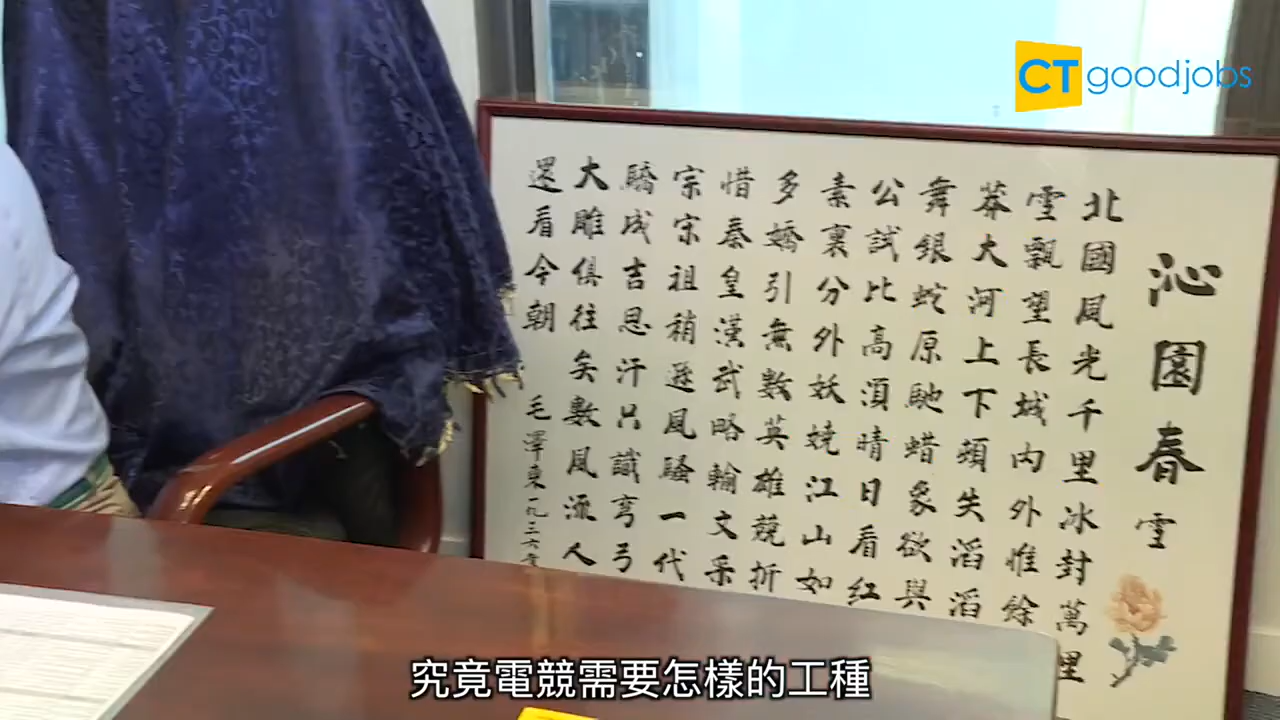 CTgoodjobs
沁園春 雪
北國風光千里冰封萬里
雪飄望長城内外惟餘
莽大河上下頓失滔滔
舞銀蛇原馳蜡象欲與
公試比高須晴日看紅
素裹分外妖嬈江山如
多嬌引無數英雄競折
惜秦皇漢武略輸文采
宗宋祖稍遜風騷一代
驕成吉思汗只識彎弓
大雕俱往矣數風流人
還看今朝
毛澤東一九三六年
究竟電競需要怎樣的工種